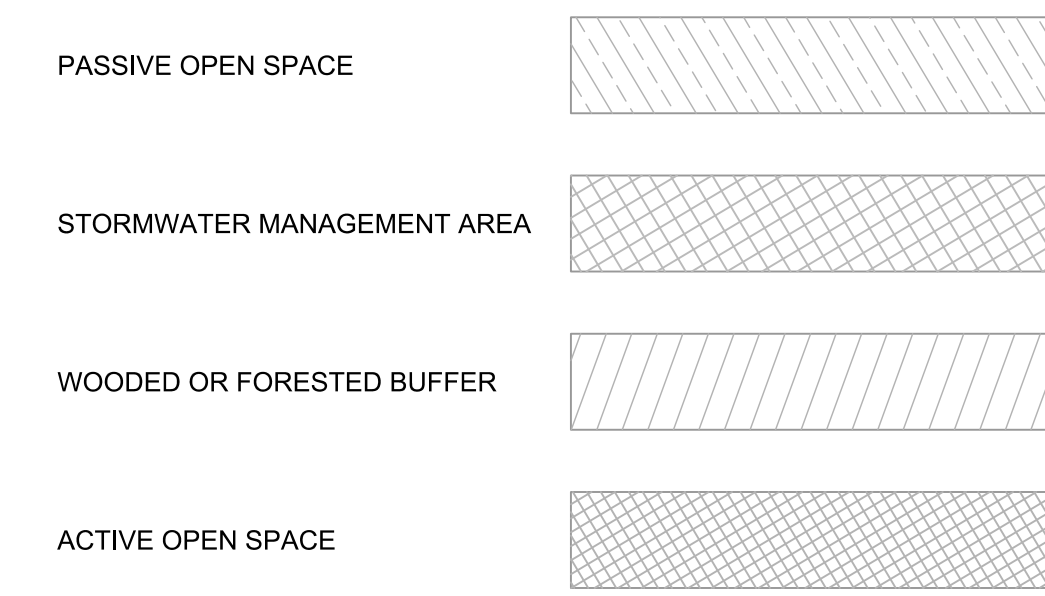 PASSIVE OPEN SPACE
STORMWATER MANAGEMENT AREA
WOODED OR FORESTED BUFFER
ACTIVE OPEN SPACE